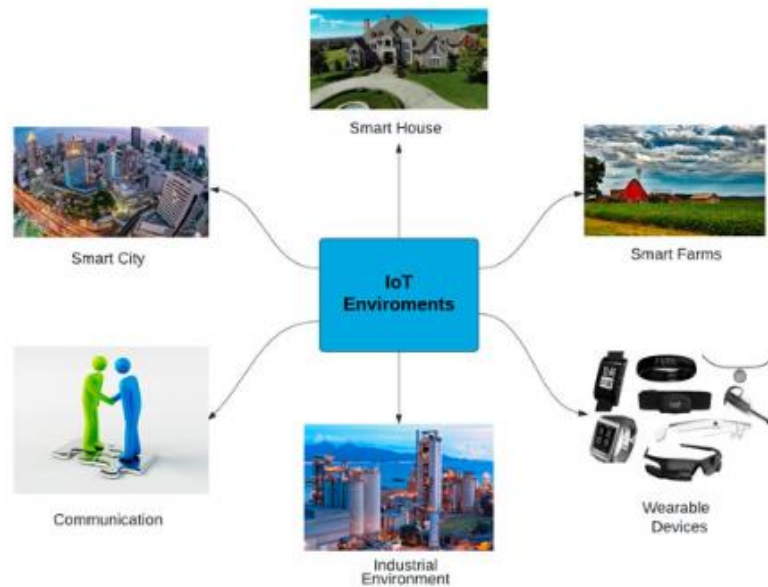 Smart House
Smart City
Smart Farms
IoT
Enviroments
Communication
Industrial
Environment
Wearable
Devices